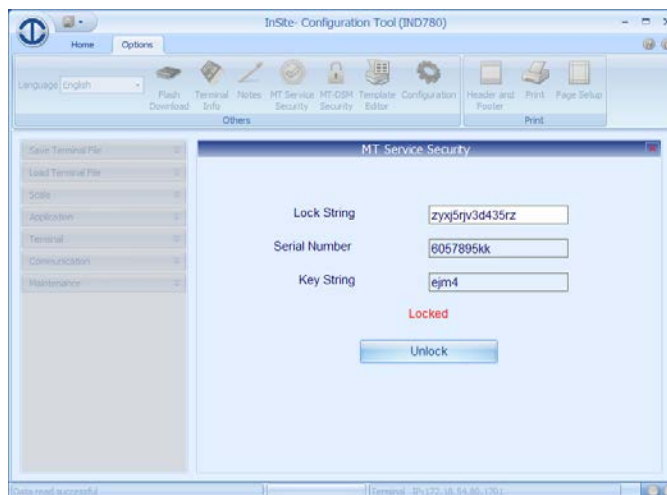 InSite- Configuration Tool (IND780)
Home Options
Language English
Flash Download
Terminal Info
Notes
MT Service Security
MT-DSM Security
Template Editor
Configuration
Header and Footer
Print
Page Setup
Others
Print
Save Terminal File
Load Terminal File
Scale
Application
Terminal
Communication
Maintenance
MT Service Security
Lock String zyxj5rjv3d435rz
Serial Number 6057895kk
Key String ejm4
Locked
Unlock
Data read successful